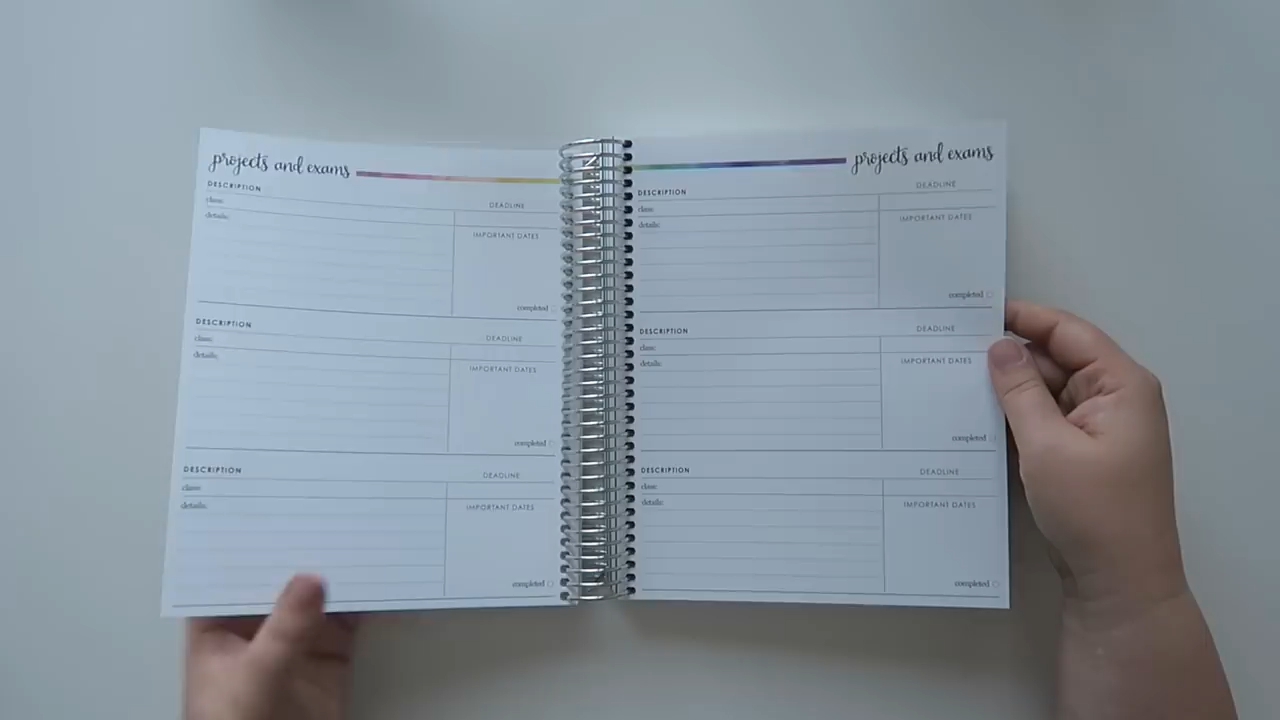 projects and exams
DESCRIPTION
DEADLINE
class:
details:
IMPORTANT DATES
completed
DESCRIPTION
DEADLINE
class:
details:
IMPORTANT DATES
completed
DESCRIPTION
DEADLINE
class:
details:
IMPORTANT DATES
completed
projects and exams
DESCRIPTION
DEADLINE
class:
details:
IMPORTANT DATES
completed
DESCRIPTION
DEADLINE
class:
details:
IMPORTANT DATES
completed
DESCRIPTION
DEADLINE
class:
details:
IMPORTANT DATES
completed